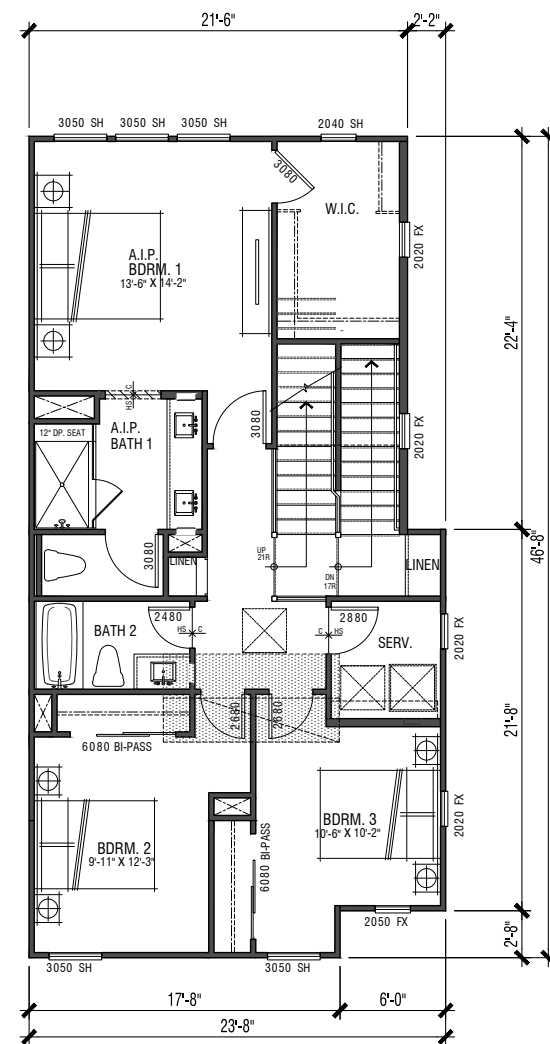 21'-6"
2'-2"
3050 SH
3050 SH
3050 SH
2040 SH
3080
W.I.C.
2020 FX
A.I.P.
BDRM. 1
13'-6" X 14'-2"
22'-4"
HS C
12" DP. SEAT
A.I.P.
BATH 1
3080
2020 FX
46'-8"
3080
LINEN
UP
21R
DN
17R
LINEN
2480
HS C
BATH 2
2880
C HS
SERV.
2020 FX
2680
2680
6080 BI-PASS
21'-8"
BDRM. 2
9'-11" X 12'-3"
6080 BI-PASS
BDRM. 3
10'-6" X 10'-2"
2020 FX
2050 FX
2'-8"
3050 SH
3050 SH
17'-8"
6'-0"
23'-8"